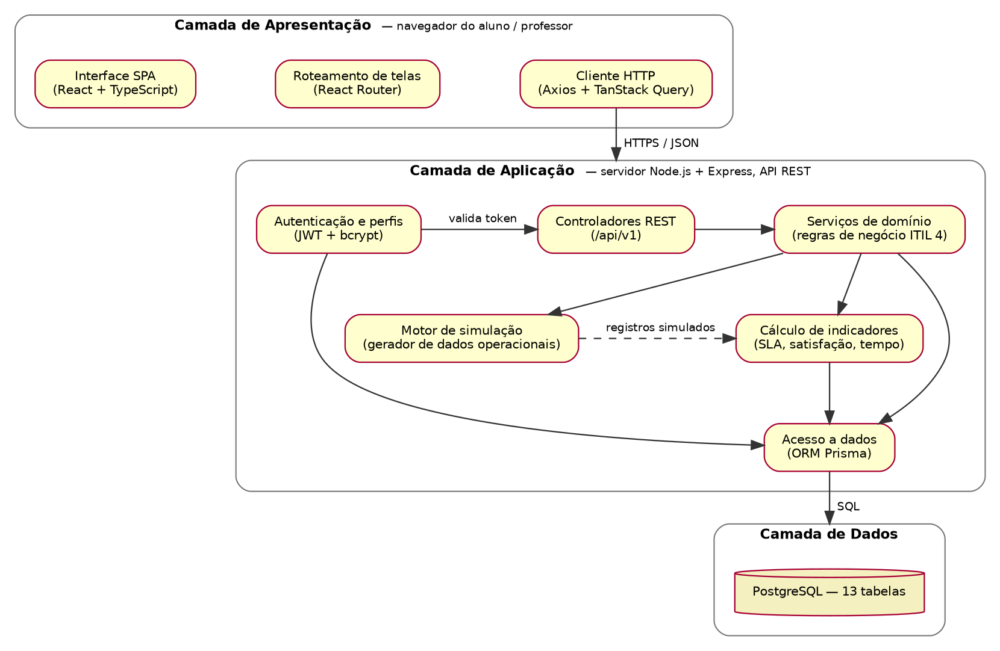 Camada de Apresentação — navegador do aluno / professor
Interface SPA
(React + TypeScript)
Roteamento de telas
(React Router)
Cliente HTTP
(Axios + TanStack Query)
HTTPS / JSON
Camada de Aplicação — servidor Node.js + Express, API REST
Autenticação e perfis
(JWT + bcrypt)
valida token
Controladores REST
(/api/v1)
Serviços de domínio
(regras de negócio ITIL 4)
Motor de simulação
(gerador de dados operacionais)
registros simulados
Cálculo de indicadores
(SLA, satisfação, tempo)
Acesso a dados
(ORM Prisma)
SQL
Camada de Dados
PostgreSQL — 13 tabelas